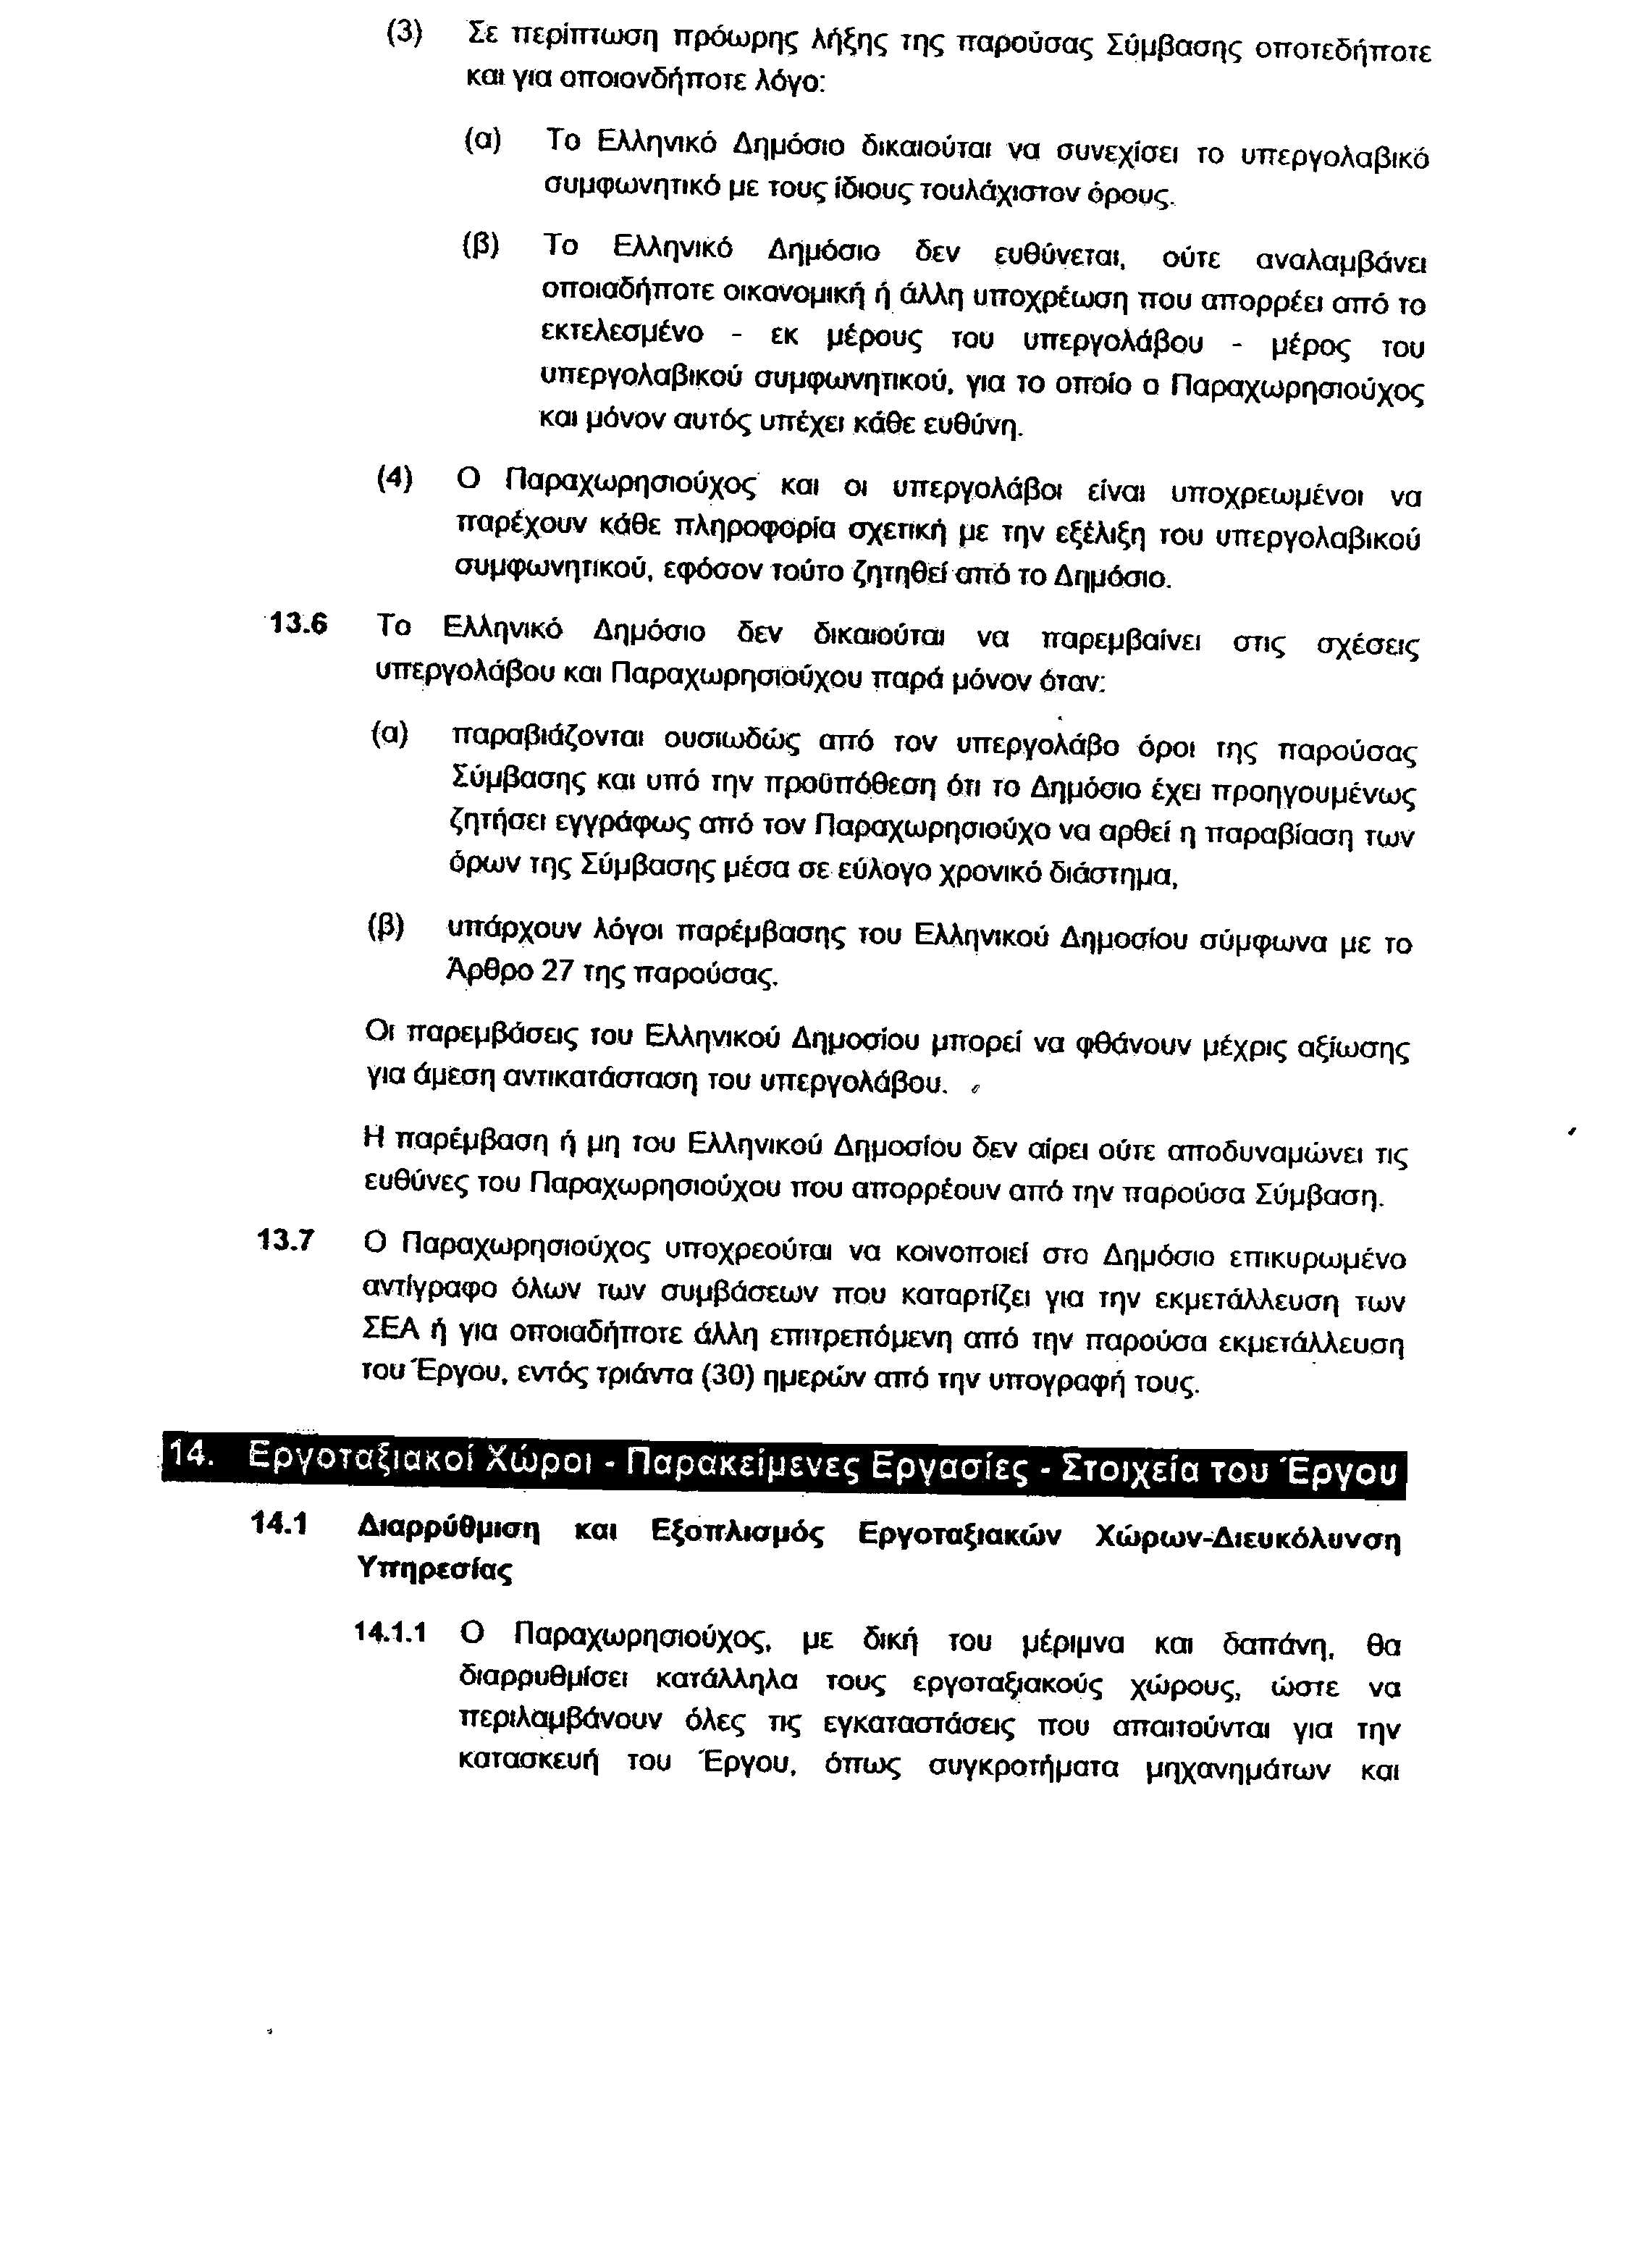 (3) Σε περίπτωση πρόωρης λήξης της παρούσας Σύμβασης οποτεδήποτε
και για οποιονδήποτε λόγο:
(α) Το Ελληνικό Δημόσιο δικαιούται να συνεχίσει το υπεργολαβικό
συμφωνητικό με τους ίδιους τουλάχιστον όρους.
(β) Το Ελληνικό Δημόσιο δεν ευθύνεται, ούτε αναλαμβάνει
οποιαδήποτε οικονομική ή άλλη υποχρέωση που απορρέει από το
εκτελεσμένο - εκ μέρους του υπεργολάβου - μέρος του
υπεργολαβικού συμφωνητικού, για το οποίο ο Παραχωρησιούχος
και μόνον αυτός υπέχει κάθε ευθύνη.
(4) Ο Παραχωρησιούχος και οι υπεργολάβοι είναι υποχρεωμένοι να
παρέχουν κάθε πληροφορία σχετική με την εξέλιξη του υπεργολαβικού
συμφωνητικού, εφόσον τούτο ζητηθεί από το Δημόσιο.
13.6 Το Ελληνικό Δημόσιο δεν δικαιούται να παρεμβαίνει στις σχέσεις
υπεργολάβου και Παραχωρησιούχου παρά μόνον όταν:
(α) παραβιάζονται ουσιωδώς από τον υπεργολάβο όροι της παρούσας
Σύμβασης και υπό την προϋπόθεση ότι το Δημόσιο έχει προηγουμένως
ζητήσει εγγράφως από τον Παραχωρησιούχο να αρθεί η παραβίαση των
όρων της Σύμβασης μέσα σε εύλογο χρονικό διάστημα,
(β) υπάρχουν λόγοι παρέμβασης του Ελληνικού Δημοσίου σύμφωνα με το
Άρθρο 27 της παρούσας.
Οι παρεμβάσεις του Ελληνικού Δημοσίου μπορεί να φθάνουν μέχρις αξίωσης
για άμεση αντικατάσταση του υπεργολάβου.
Η παρέμβαση ή μη του Ελληνικού Δημοσίου δεν αίρει ούτε αποδυναμώνει τις
ευθύνες του Παραχωρησιούχου που απορρέουν από την παρούσα Σύμβαση.
13.7 Ο Παραχωρησιούχος υποχρεούται να κοινοποιεί στο Δημόσιο επικυρωμένο
αντίγραφο όλων των συμβάσεων που καταρτίζει για την εκμετάλλευση των
ΣΕΑ ή για οποιαδήποτε άλλη επιτρεπόμενη από την παρούσα εκμετάλλευση
του Έργου, εντός τριάντα (30) ημερών από την υπογραφή τους.
14. Εργοταξιακοί Χώροι - Παρακείμενες Εργασίες - Στοιχεία του Έργου
14.1 Διαρρύθμιση και Εξοπλισμός Εργοταξιακών Χώρων-Διευκόλυνση
Υπηρεσίας
14.1.1 Ο Παραχωρησιούχος, με δική του μέριμνα και δαπάνη, θα
διαρρυθμίσει κατάλληλα τους εργοταξιακούς χώρους, ώστε να
περιλαμβάνουν όλες τις εγκαταστάσεις που απαιτούνται για την
κατασκευή του Έργου, όπως συγκροτήματα μηχανημάτων και